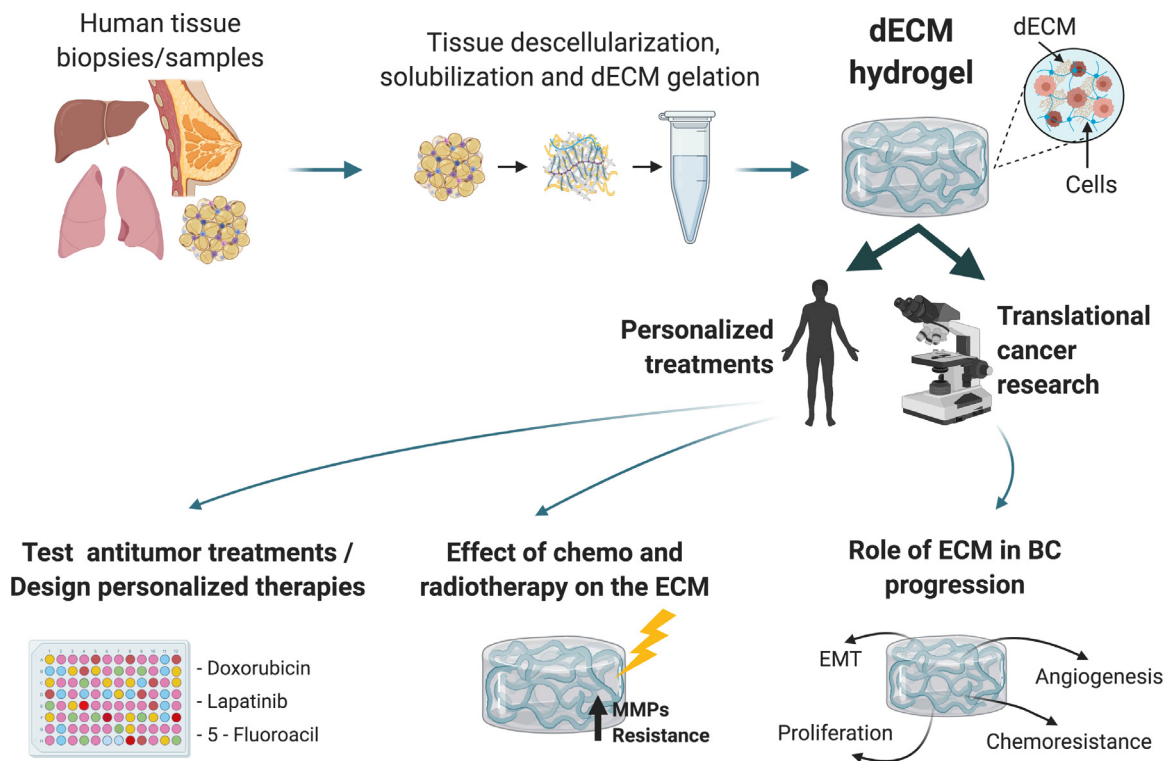 Human tissue
biopsies/samples
Tissue descellularization,
solubilization and dECM gelation
dECM
hydrogel
dECM
Cells
Personalized
treatments
Translational
cancer
research
Test antitumor treatments /
Design personalized therapies
- Doxorubicin
- Lapatinib
- 5 - Fluoroacil
Effect of chemo and
radiotherapy on the ECM
MMPs
Resistance
Role of ECM in BC
progression
EMT
Angiogenesis
Proliferation
Chemoresistance